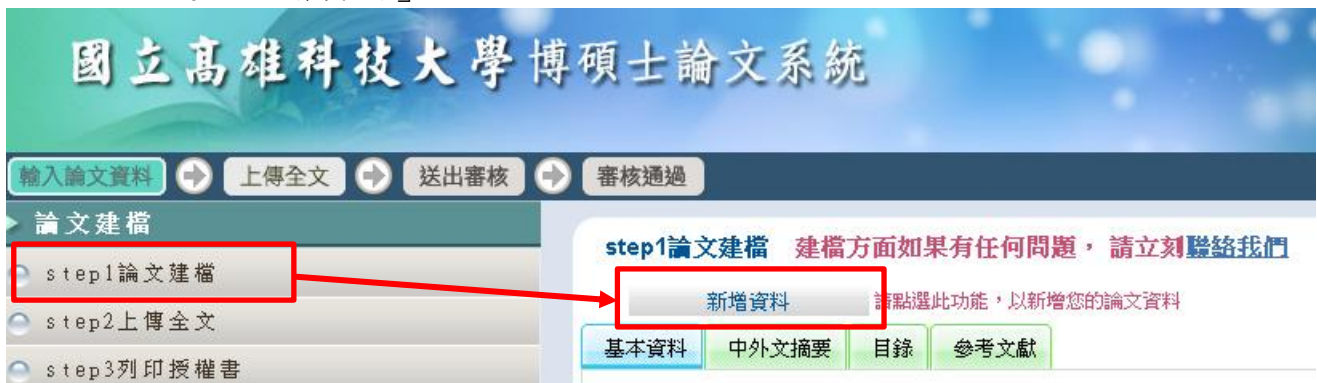 國立高雄科技大學博碩士論文系統
輸入論文資料 上傳全文 送出審核 審核通過
論文建檔
step1論文建檔
step2上傳全文
step3列印授權書
step1論文建檔 建檔方面如果有任何問題，請立刻聯絡我們
新增資料 請點選此功能，以新增您的論文資料
基本資料 中外文摘要 目錄 參考文獻